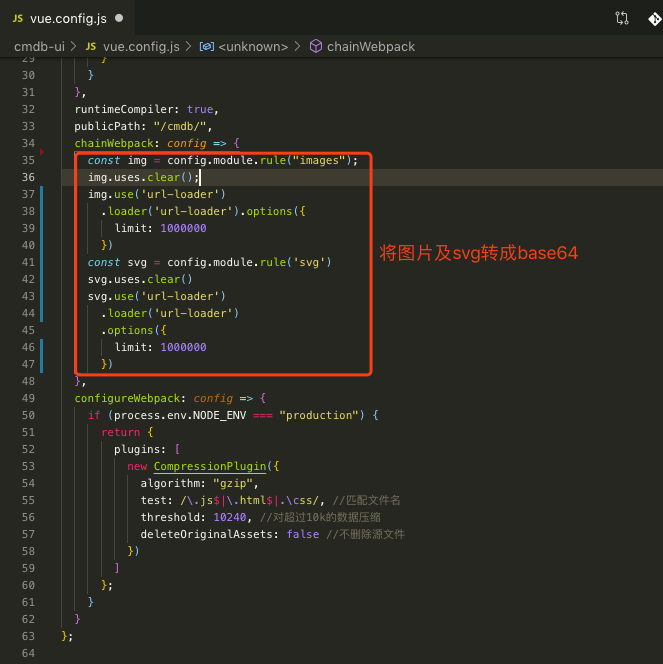 JS vue.config.js
cmdb-ui > JS vue.config.js > <unknown> > chainWebpack
29 }
30 }
31 },
32 runtimeCompiler: true,
33 publicPath: "/cmdb/",
34 chainWebpack: config => {
35 const img = config.module.rule("images");
36 img.uses.clear();
37 img.use('url-loader')
38 .loader('url-loader').options({
39 limit: 1000000
40 })
41 const svg = config.module.rule('svg')
42 svg.uses.clear()
43 svg.use('url-loader')
44 .loader('url-loader')
45 .options({
46 limit: 1000000
47 })
将图片及svg转成base64
48 },
49 configureWebpack: config => {
50 if (process.env.NODE_ENV === "production") {
51 return {
52 plugins: [
53 new CompressionPlugin({
54 algorithm: "gzip",
55 test: /\.js$|\.html$|.\css/, //匹配文件名
56 threshold: 10240, //对超过10k的数据压缩
57 deleteOriginalAssets: false //不删除源文件
58 })
59 ]
60 };
61 }
62 }
63 };
64